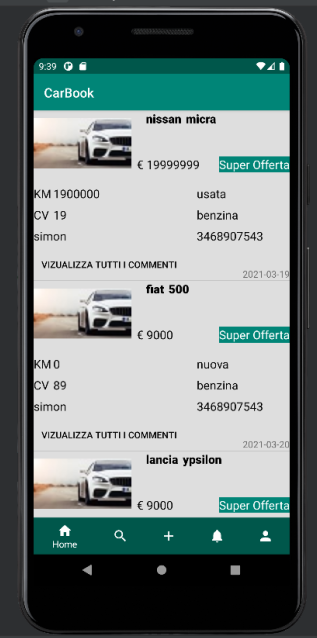 9:39
CarBook
nissan micra
€ 19999999 Super Offerta
KM 1900000 usata
CV 19 benzina
simon 3468907543
VIZUALIZZA TUTTI I COMMENTI
2021-03-19
fiat 500
€ 9000 Super Offerta
KM 0 nuova
CV 89 benzina
simon 3468907543
VIZUALIZZA TUTTI I COMMENTI
2021-03-20
lancia ypsilon
€ 9000 Super Offerta
Home